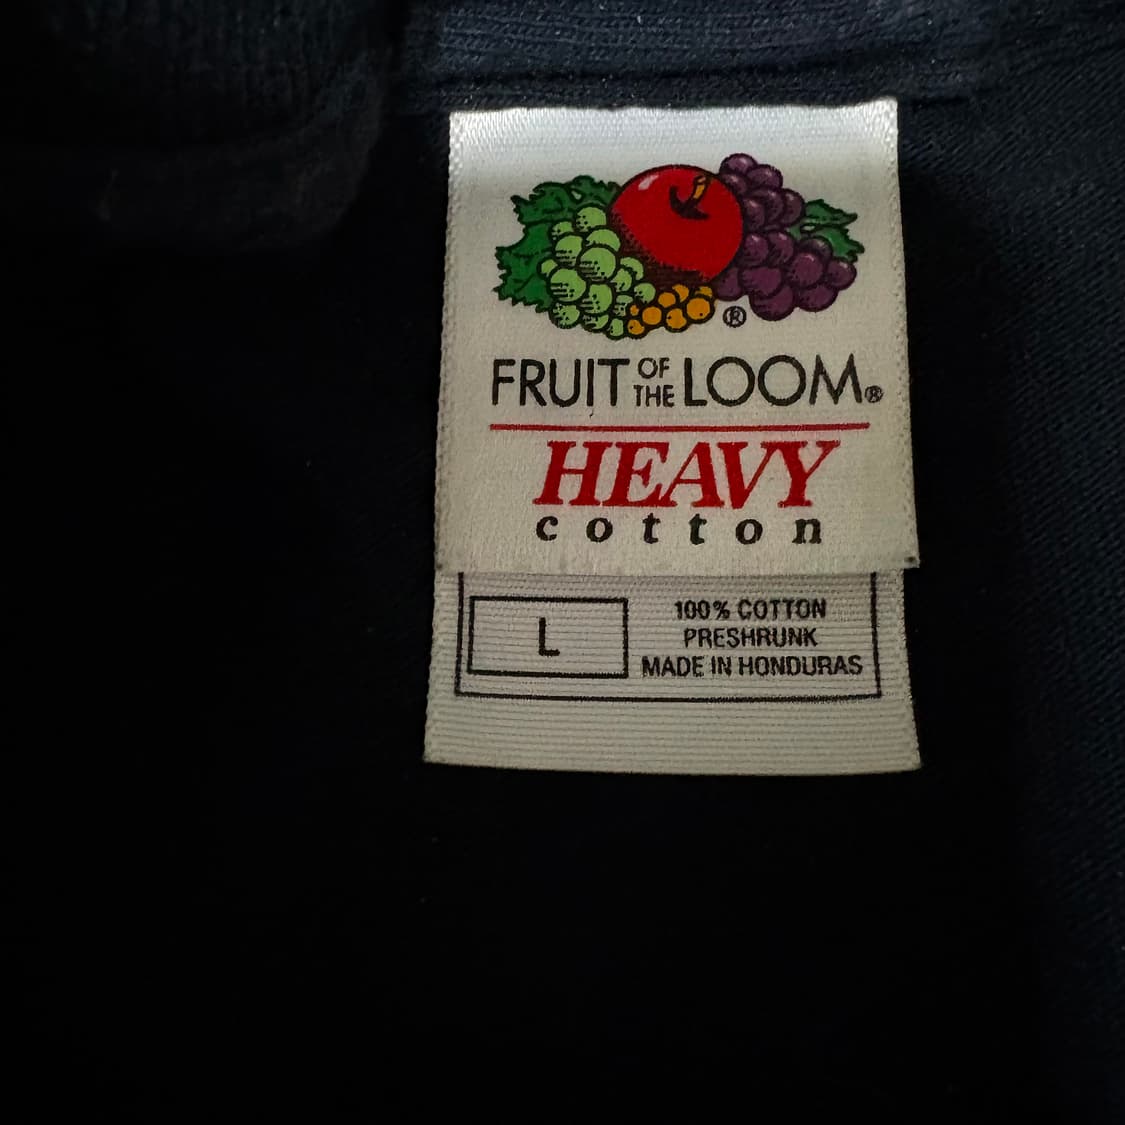 ®
FRUIT OF THE LOOM®
HEAVY
cotton
L
100% COTTON
PRESHRUNK
MADE IN HONDURAS